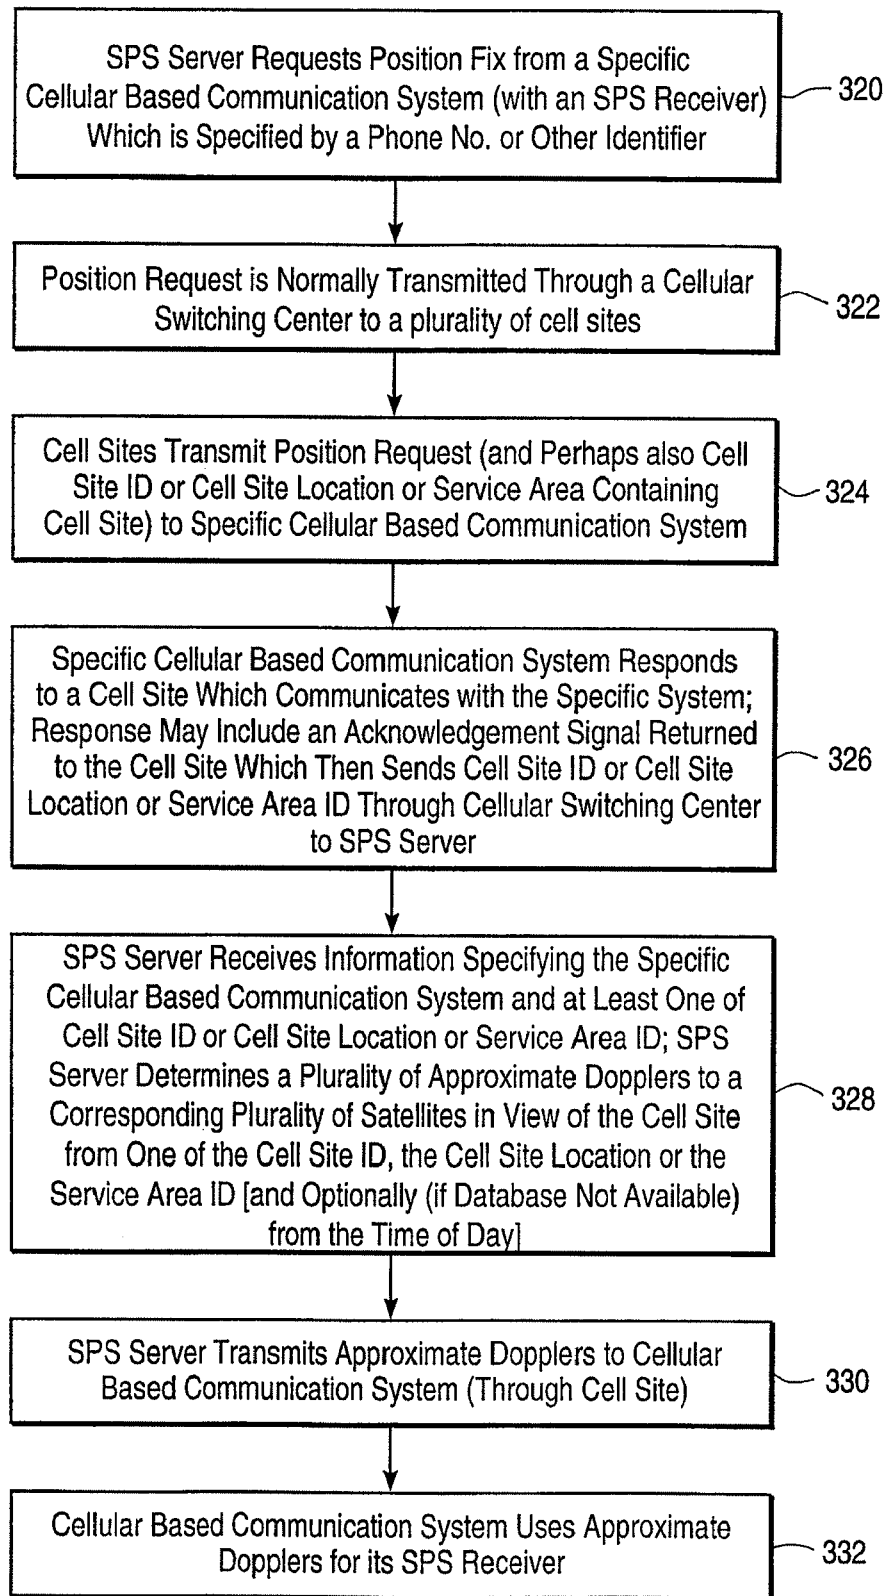 SPS Server Requests Position Fix from a Specific
Cellular Based Communication System (with an SPS Receiver)
Which is Specified by a Phone No. or Other Identifier
320
Position Request is Normally Transmitted Through a Cellular
Switching Center to a plurality of cell sites
322
Cell Sites Transmit Position Request (and Perhaps also Cell
Site ID or Cell Site Location or Service Area Containing
Cell Site) to Specific Cellular Based Communication System
324
Specific Cellular Based Communication System Responds
to a Cell Site Which Communicates with the Specific System;
Response May Include an Acknowledgement Signal Returned
to the Cell Site Which Then Sends Cell Site ID or Cell Site
Location or Service Area ID Through Cellular Switching Center
to SPS Server
326
SPS Server Receives Information Specifying the Specific
Cellular Based Communication System and at Least One of
Cell Site ID or Cell Site Location or Service Area ID; SPS
Server Determines a Plurality of Approximate Dopplers to a
Corresponding Plurality of Satellites in View of the Cell Site
from One of the Cell Site ID, the Cell Site Location or the
Service Area ID [and Optionally (if Database Not Available)
from the Time of Day]
328
SPS Server Transmits Approximate Dopplers to Cellular
Based Communication System (Through Cell Site)
330
Cellular Based Communication System Uses Approximate
Dopplers for its SPS Receiver
332